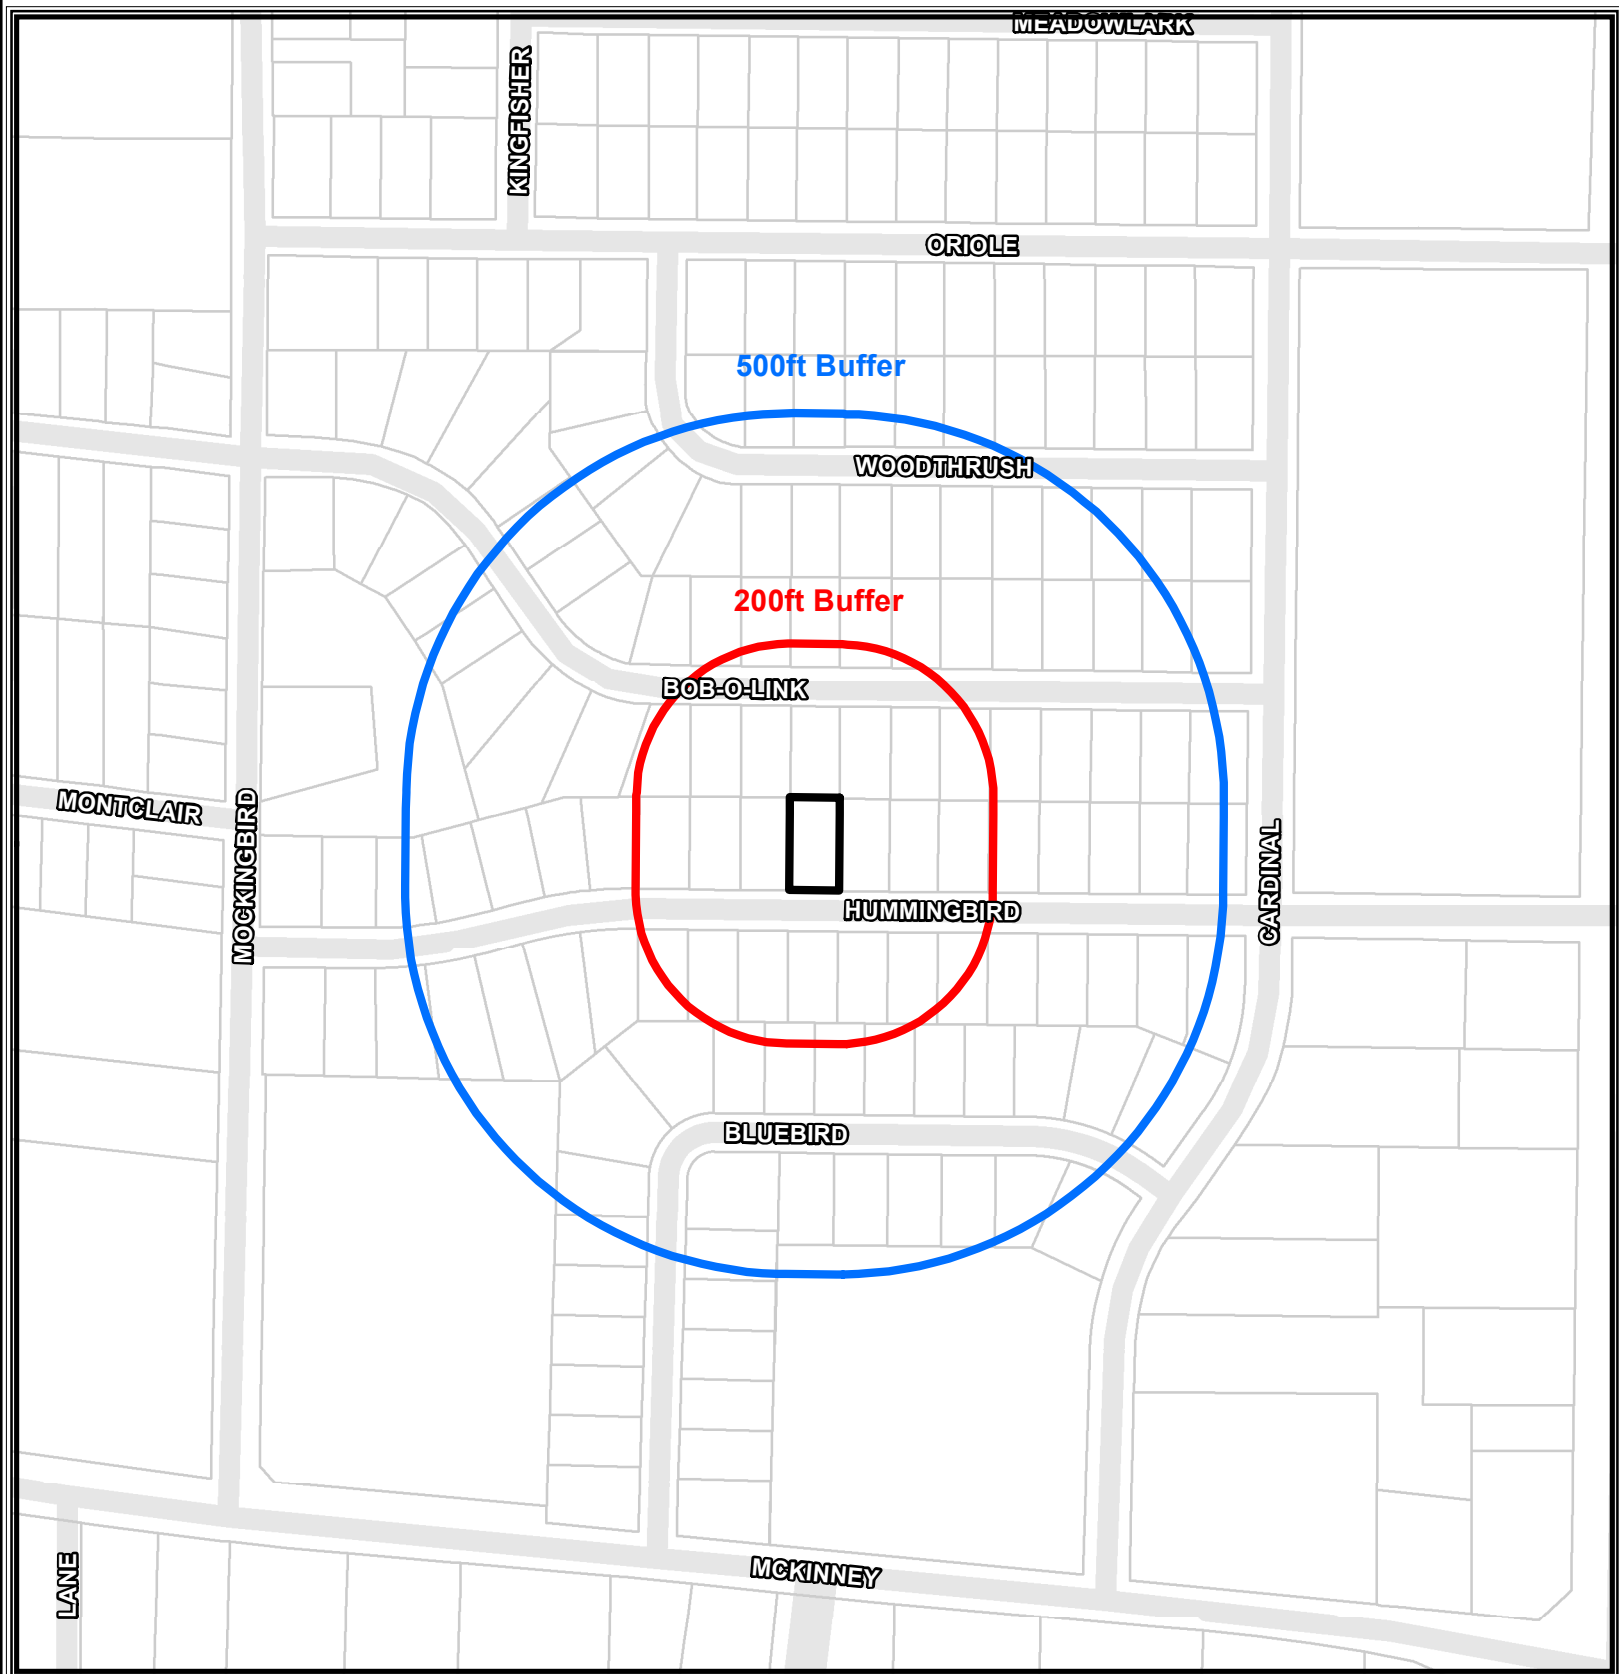 MEADOWLARK
KINGFISHER
ORIOLE
500ft Buffer
WOODTHRUSH
200ft Buffer
BOB-O-LINK
MONTCLAIR
MOCKINGBIRD
CARDINAL
HUMMINGBIRD
BLUEBIRD
MCKINNEY
LANE